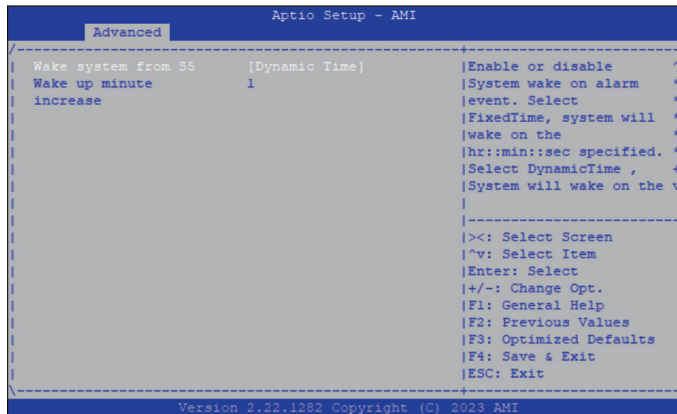 Aptio Setup - AMI
Advanced
Wake system from S5 [Dynamic Time]
Wake up minute 1
increase
Enable or disable ^
System wake on alarm *
event. Select *
FixedTime, system will *
wake on the *
hr::min::sec specified. *
Select DynamicTime , +
System will wake on the v
><: Select Screen
^v: Select Item
Enter: Select
+/-: Change Opt.
F1: General Help
F2: Previous Values
F3: Optimized Defaults
F4: Save & Exit
ESC: Exit
Version 2.22.1282 Copyright (C) 2023 AMI